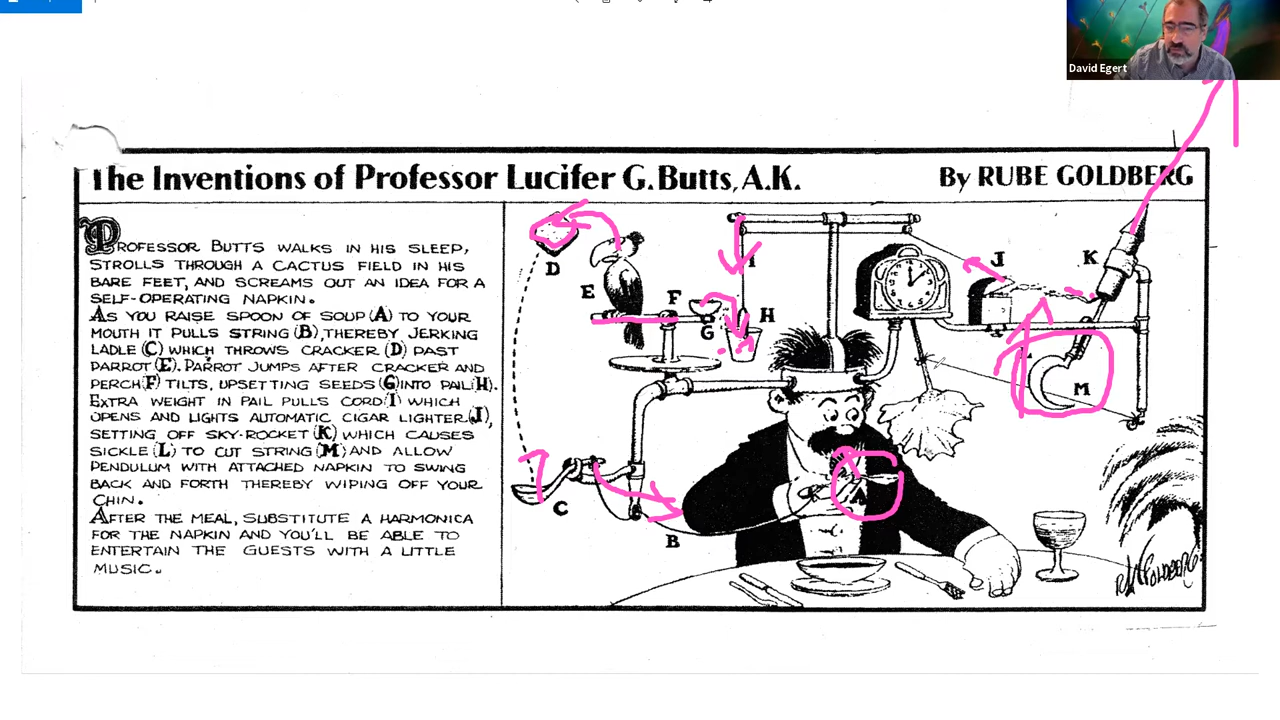 David Egert
The Inventions of Professor Lucifer G. Butts, A.K.
By RUBE GOLDBERG
PROFESSOR BUTTS WALKS IN HIS SLEEP,
STROLLS THROUGH A CACTUS FIELD IN HIS
BARE FEET, AND SCREAMS OUT AN IDEA FOR A
SELF-OPERATING NAPKIN.
AS YOU RAISE SPOON OF SOUP (A) TO YOUR
MOUTH IT PULLS STRING (B), THEREBY JERKING
LADLE (C) WHICH THROWS CRACKER (D) PAST
PARROT (E). PARROT JUMPS AFTER CRACKER AND
PERCH (F) TILTS, UPSETTING SEEDS (G) INTO PAIL (H).
EXTRA WEIGHT IN PAIL PULLS CORD (I) WHICH
OPENS AND LIGHTS AUTOMATIC CIGAR LIGHTER (J),
SETTING OFF SKY-ROCKET (K) WHICH CAUSES
SICKLE (L) TO CUT STRING (M) AND ALLOW
PENDULUM WITH ATTACHED NAPKIN TO SWING
BACK AND FORTH THEREBY WIPING OFF YOUR
CHIN.
AFTER THE MEAL, SUBSTITUTE A HARMONICA
FOR THE NAPKIN AND YOU'LL BE ABLE TO
ENTERTAIN THE GUESTS WITH A LITTLE
MUSIC.
D
E
F
G
H
I
J
K
L
M
C
B
A